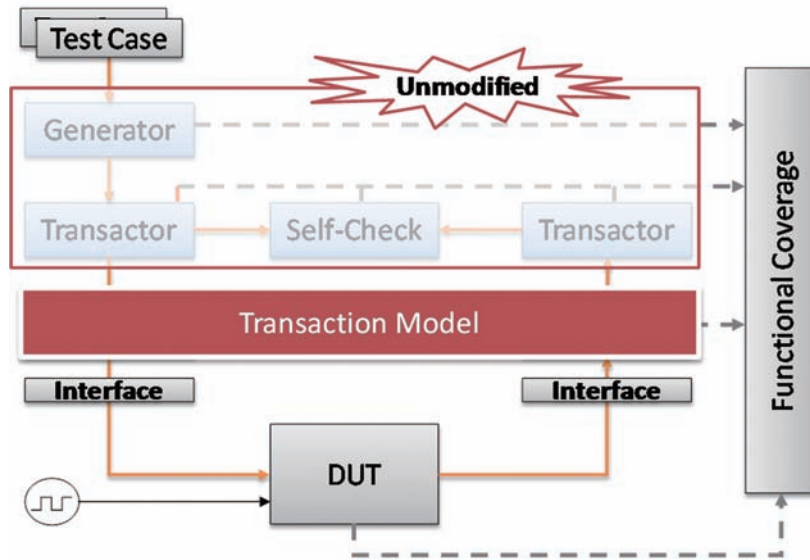 Test Case
Unmodified
Generator
Transactor
Self-Check
Transactor
Transaction Model
Interface
Interface
DUT
Functional Coverage